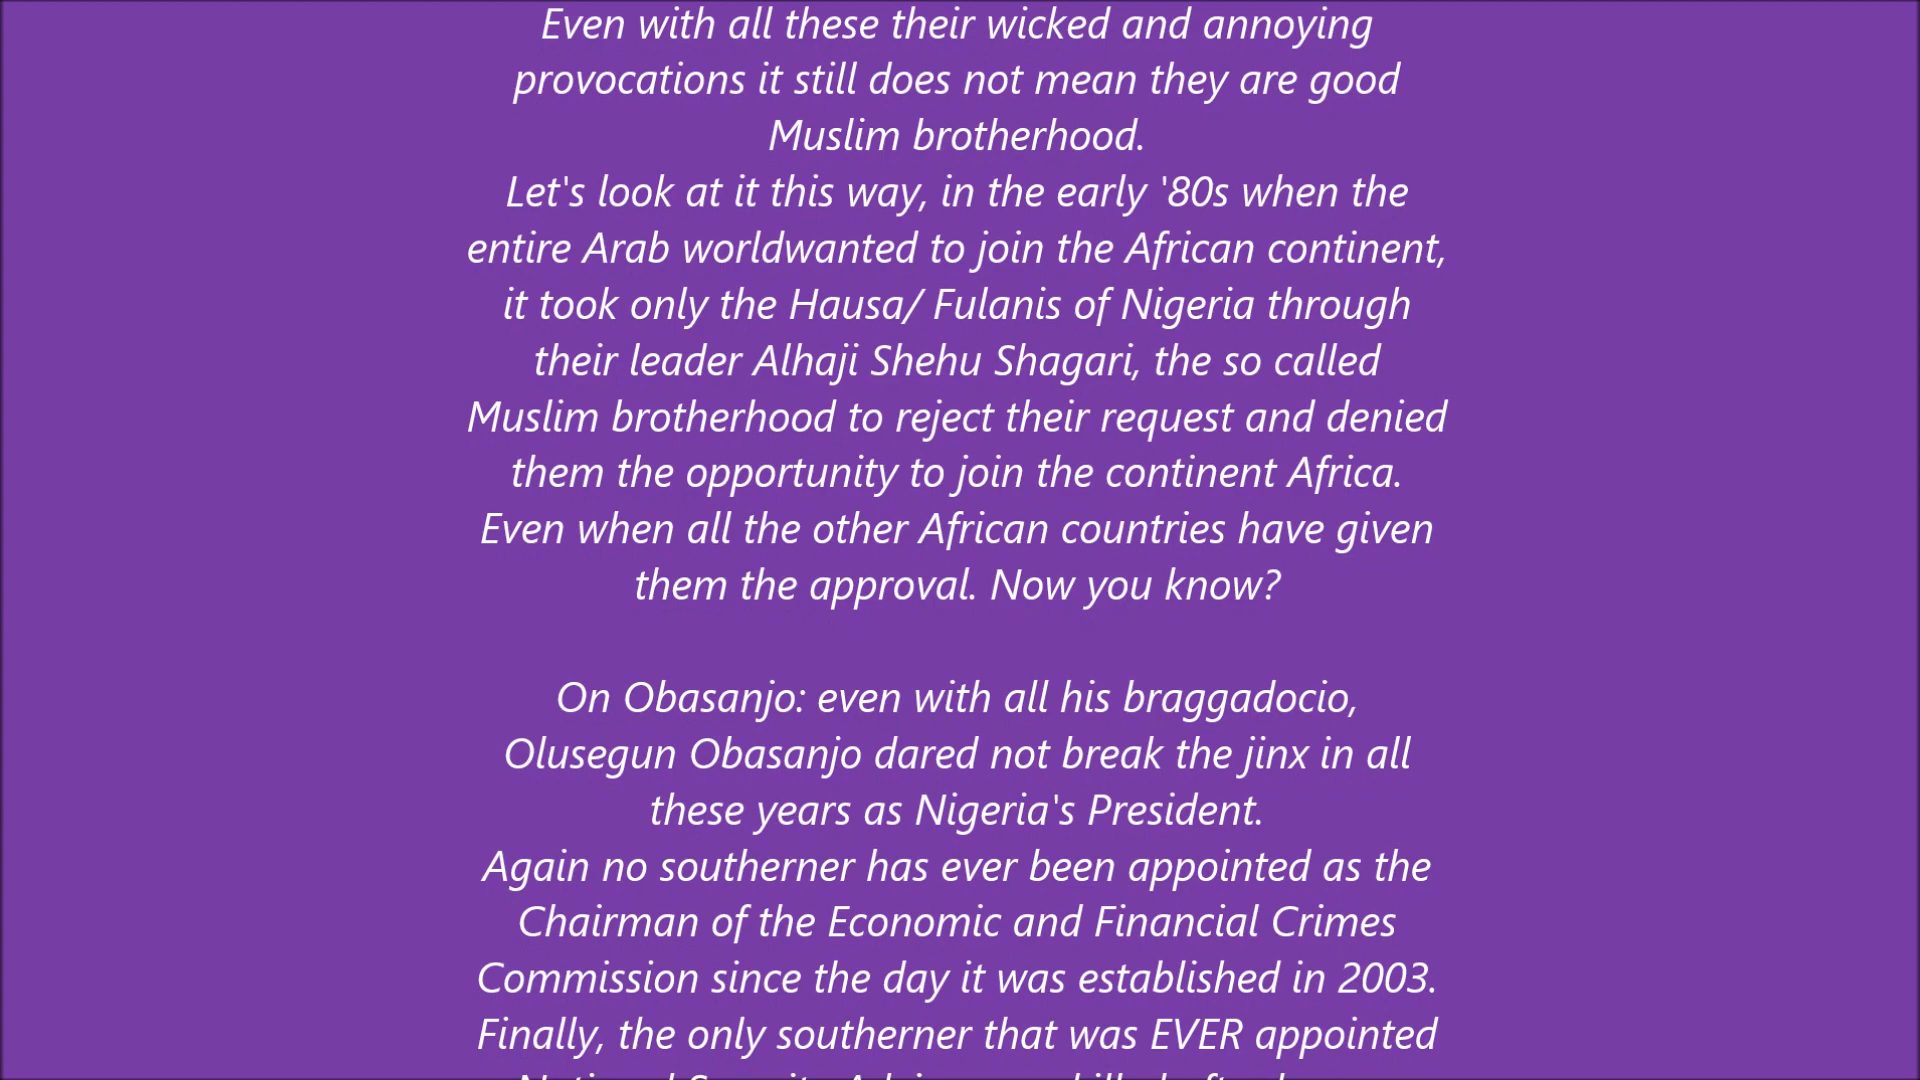 Even with all these their wicked and annoying
provocations it still does not mean they are good
Muslim brotherhood.
Let's look at it this way, in the early '80s when the
entire Arab worldwanted to join the African continent,
it took only the Hausa/ Fulanis of Nigeria through
their leader Alhaji Shehu Shagari, the so called
Muslim brotherhood to reject their request and denied
them the opportunity to join the continent Africa.
Even when all the other African countries have given
them the approval. Now you know?
On Obasanjo: even with all his braggadocio,
Olusegun Obasanjo dared not break the jinx in all
these years as Nigeria's President.
Again no southerner has ever been appointed as the
Chairman of the Economic and Financial Crimes
Commission since the day it was established in 2003.
Finally, the only southerner that was EVER appointed